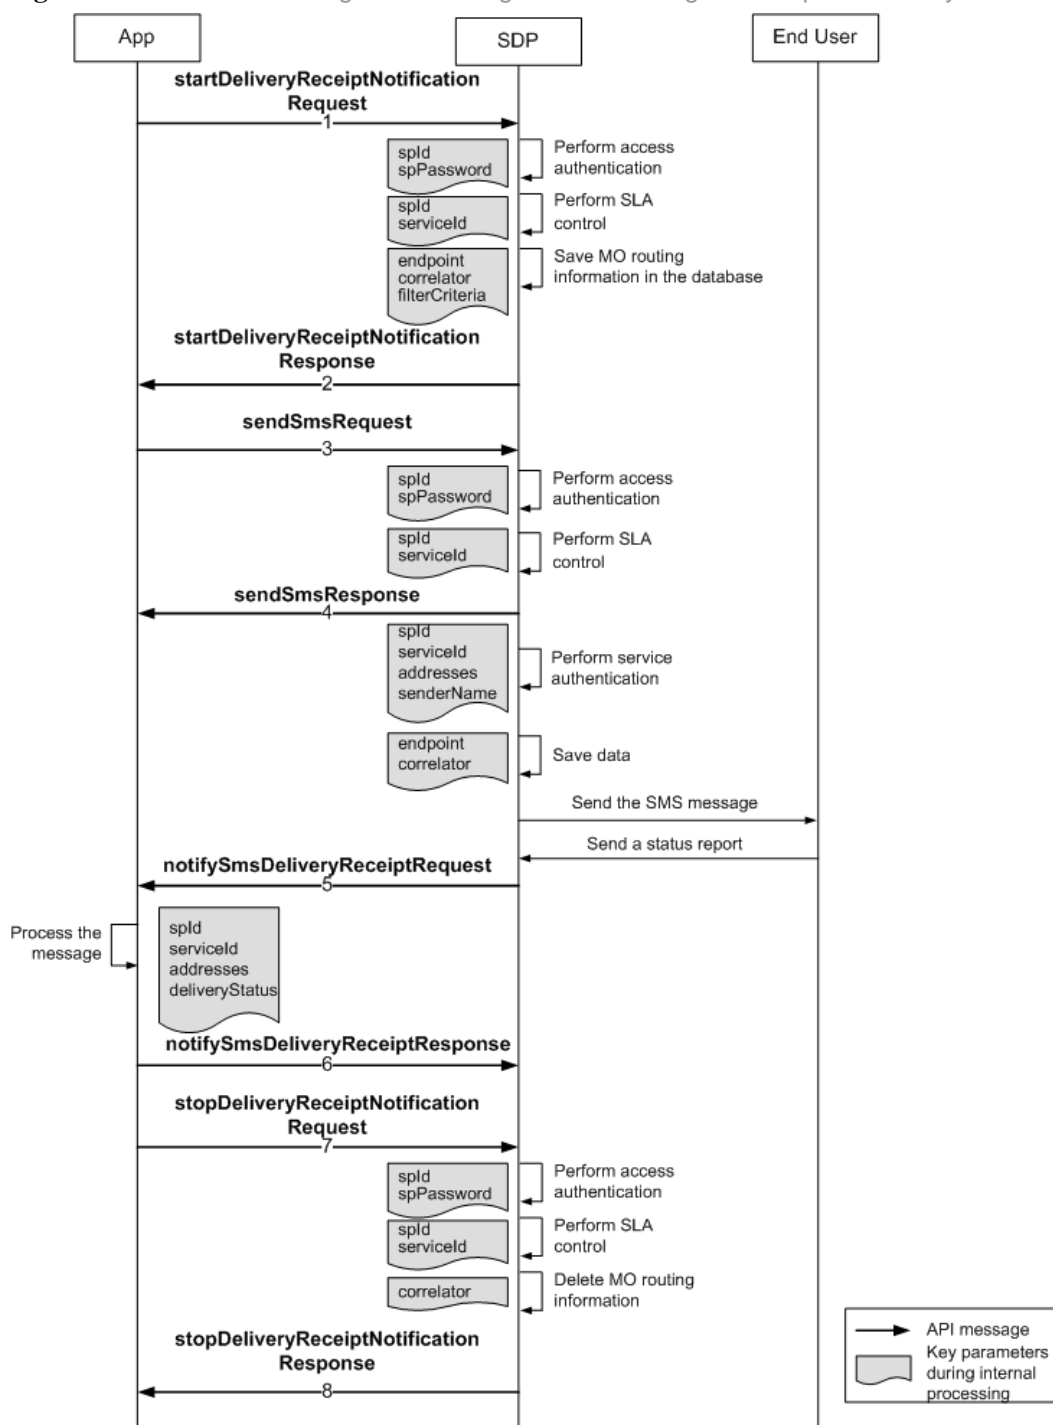 App
SDP
End User
startDeliveryReceiptNotification
Request
1
spId
spPassword
Perform access
authentication
spId
serviceId
Perform SLA
control
endpoint
correlator
filterCriteria
Save MO routing
information in the database
startDeliveryReceiptNotification
Response
2
sendSmsRequest
3
spId
spPassword
Perform access
authentication
spId
serviceId
Perform SLA
control
sendSmsResponse
4
spId
serviceId
addresses
senderName
Perform service
authentication
endpoint
correlator
Save data
Send the SMS message
Send a status report
notifySmsDeliveryReceiptRequest
5
Process the
message
spId
serviceId
addresses
deliveryStatus
notifySmsDeliveryReceiptResponse
6
stopDeliveryReceiptNotification
Request
7
spId
spPassword
Perform access
authentication
spId
serviceId
Perform SLA
control
correlator
Delete MO routing
information
stopDeliveryReceiptNotification
Response
8
API message
Key parameters
during internal
processing